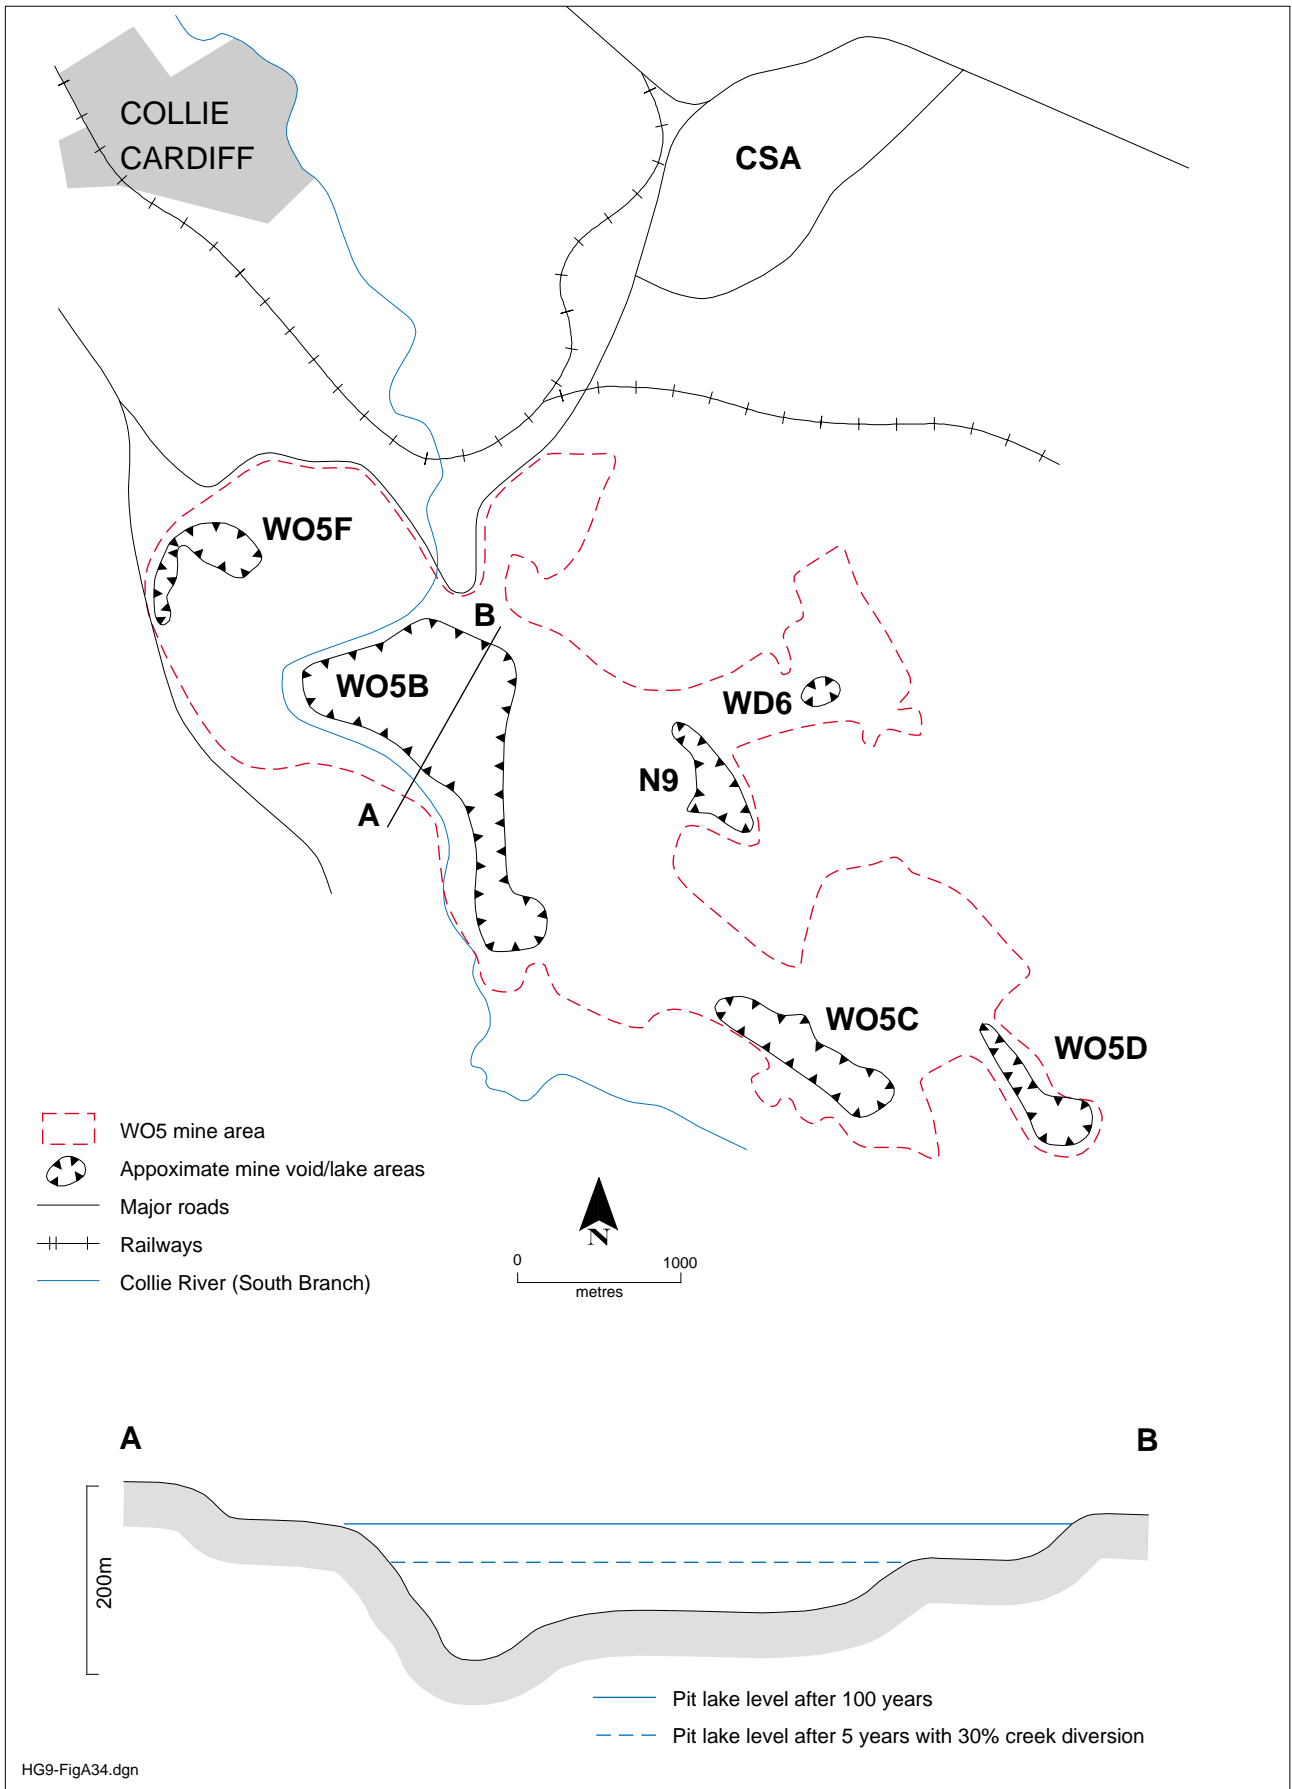 COLLIE
CARDIFF
CSA
WO5F
B
WO5B
WD6
N9
A
WO5C
WO5D
WO5 mine area
Appoximate mine void/lake areas
Major roads
Railways
Collie River (South Branch)
N
0 1000
metres
A B
200m
Pit lake level after 100 years
Pit lake level after 5 years with 30% creek diversion
HG9-FigA34.dgn